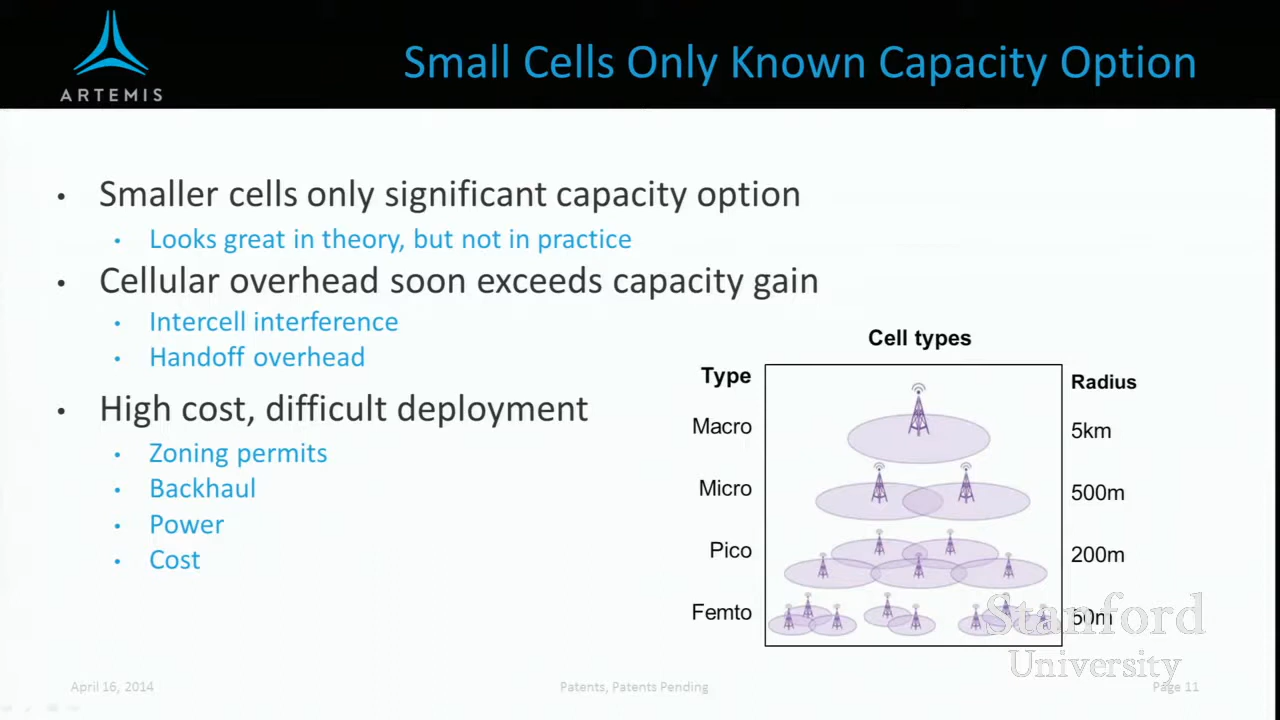 ARTEMIS
Small Cells Only Known Capacity Option
• Smaller cells only significant capacity option
• Looks great in theory, but not in practice
• Cellular overhead soon exceeds capacity gain
• Intercell interference
• Handoff overhead
• High cost, difficult deployment
• Zoning permits
• Backhaul
• Power
• Cost
Cell types
Type
Radius
Macro
5km
Micro
500m
Pico
200m
Femto
50m
Stanford
University
April 16, 2014
Patents, Patents Pending
Page 11